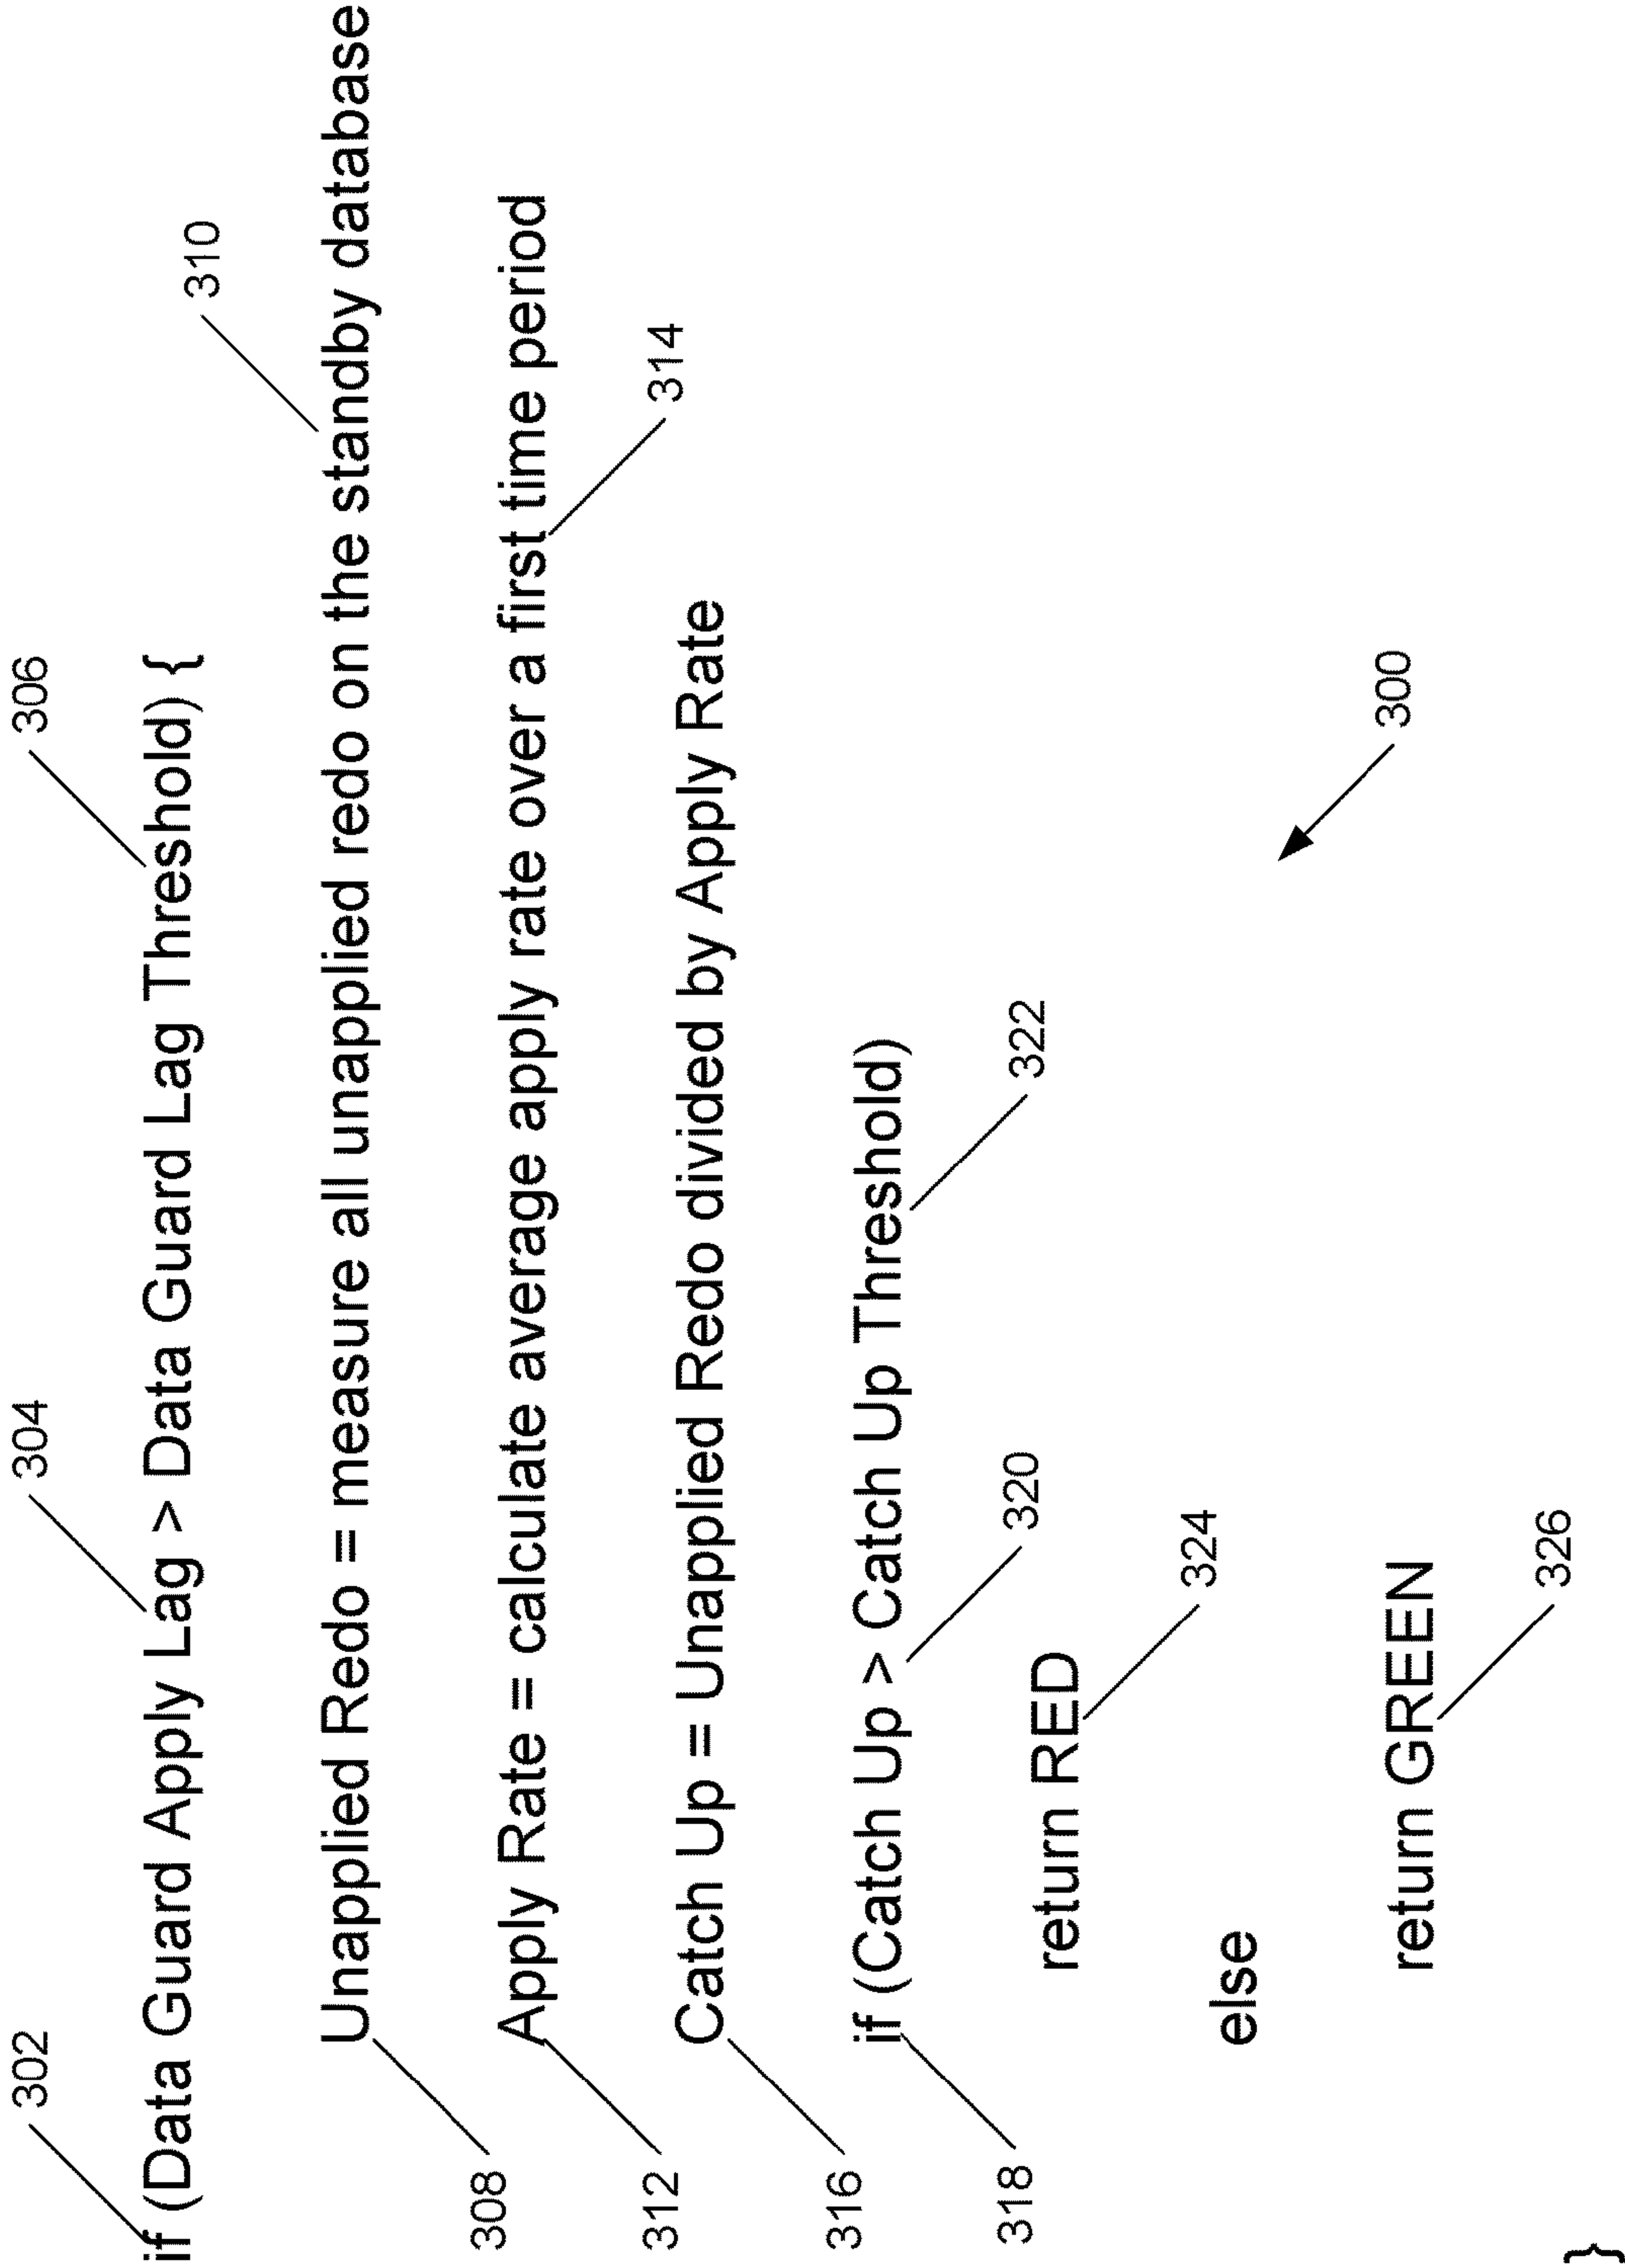 302 304 306
if (Data Guard Apply Lag > Data Guard Lag Threshold) {
310
Unapplied Redo = measure all unapplied redo on the standby database
308
Apply Rate = calculate average apply rate over a first time period
312 314
Catch Up = Unapplied Redo divided by Apply Rate
316
if (Catch Up > Catch Up Threshold)
318 320 322
return RED
324
else
300
return GREEN
326
}